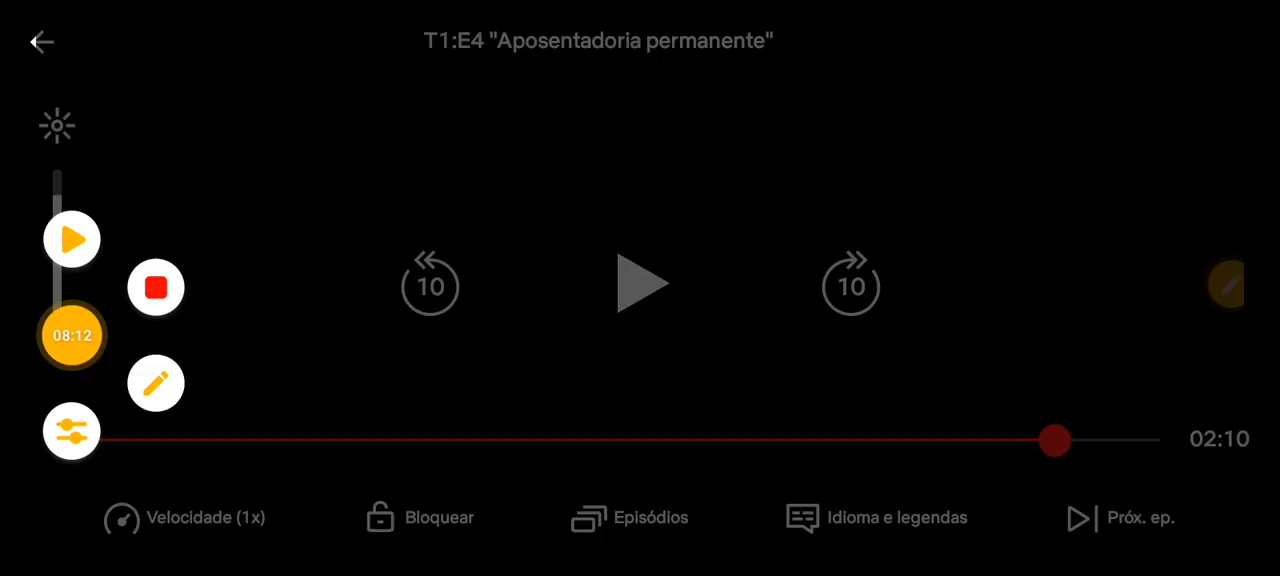 T1:E4 "Aposentadoria permanente"
10
10
08:12
02:10
Velocidade (1x)
Bloquear
Episódios
Idioma e legendas
Próx. ep.